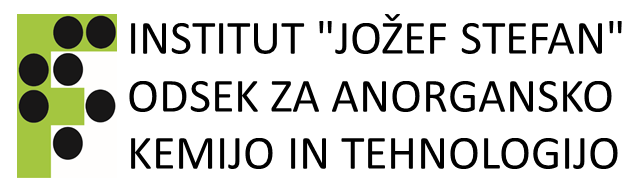 INSTITUT "JOŽEF STEFAN"
ODSEK ZA ANORGANSKO
KEMIJO IN TEHNOLOGIJO